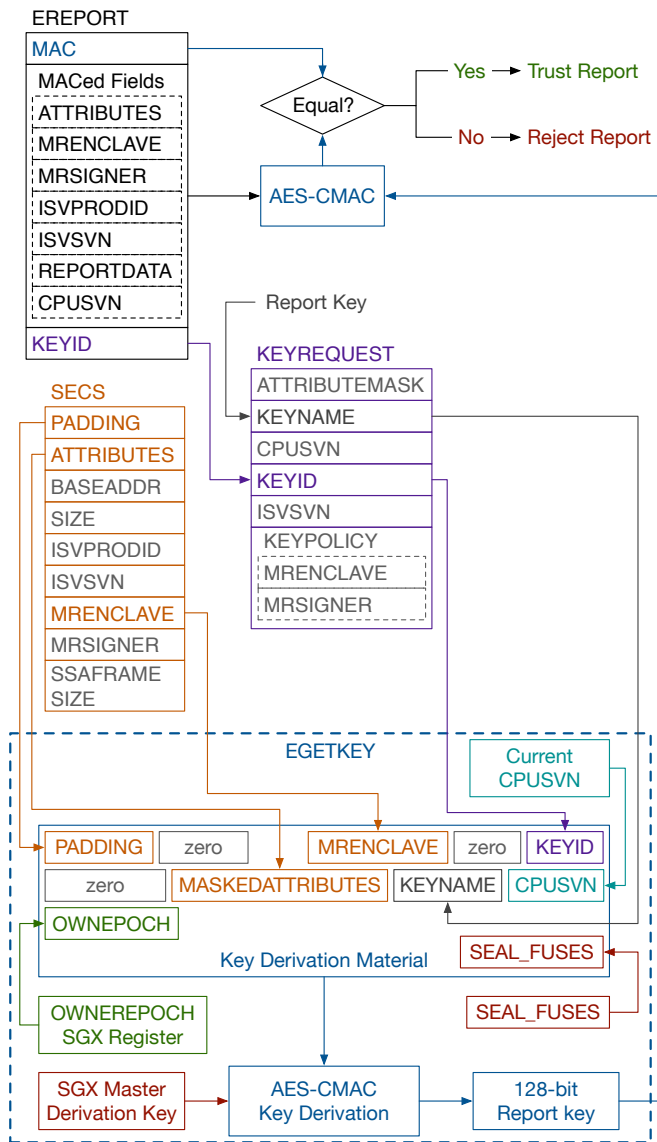 EREPORT
MAC
MACed Fields
ATTRIBUTES
MRENCLAVE
MRSIGNER
ISVPRODID
ISVSVN
REPORTDATA
CPUSVN
KEYID
Equal?
Yes
Trust Report
No
Reject Report
AES-CMAC
Report Key
KEYREQUEST
ATTRIBUTEMASK
KEYNAME
CPUSVN
KEYID
ISVSVN
KEYPOLICY
MRENCLAVE
MRSIGNER
SECS
PADDING
ATTRIBUTES
BASEADDR
SIZE
ISVPRODID
ISVSVN
MRENCLAVE
MRSIGNER
SSAFRAME
SIZE
EGETKEY
Current
CPUSVN
PADDING
zero
MRENCLAVE
zero
KEYID
zero
MASKEDATTRIBUTES
KEYNAME
CPUSVN
OWNEPOCH
Key Derivation Material
SEAL_FUSES
OWNEREPOCH
SGX Register
SEAL_FUSES
SGX Master
Derivation Key
AES-CMAC
Key Derivation
128-bit
Report key